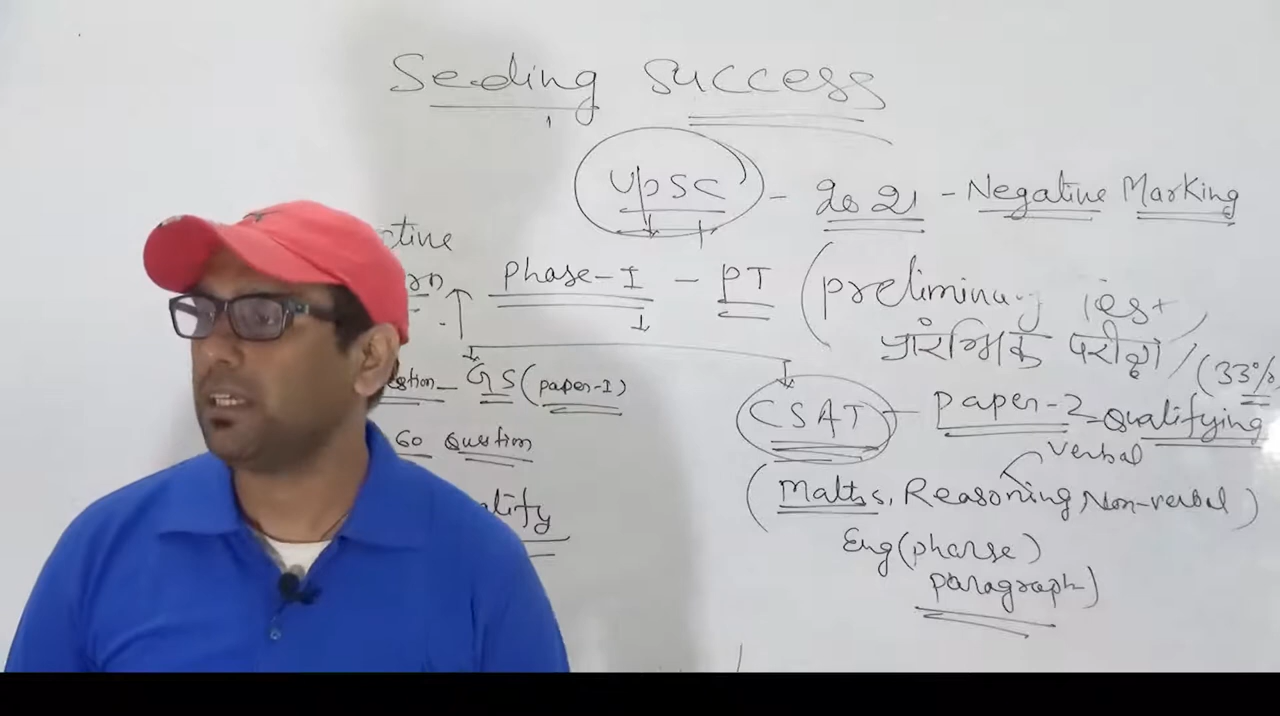 Seeding Success
UPSC - 2021 - Negative Marking
Phase-I - PT (preliminary Test
प्रारंभिक परीक्षा)
GS (paper-I)
CSAT - Paper-2 - Qualifying (33%
60 Question
Verbal
(Maths, Reasoning Non-verbal)
Eng (pharse)
paragraph)